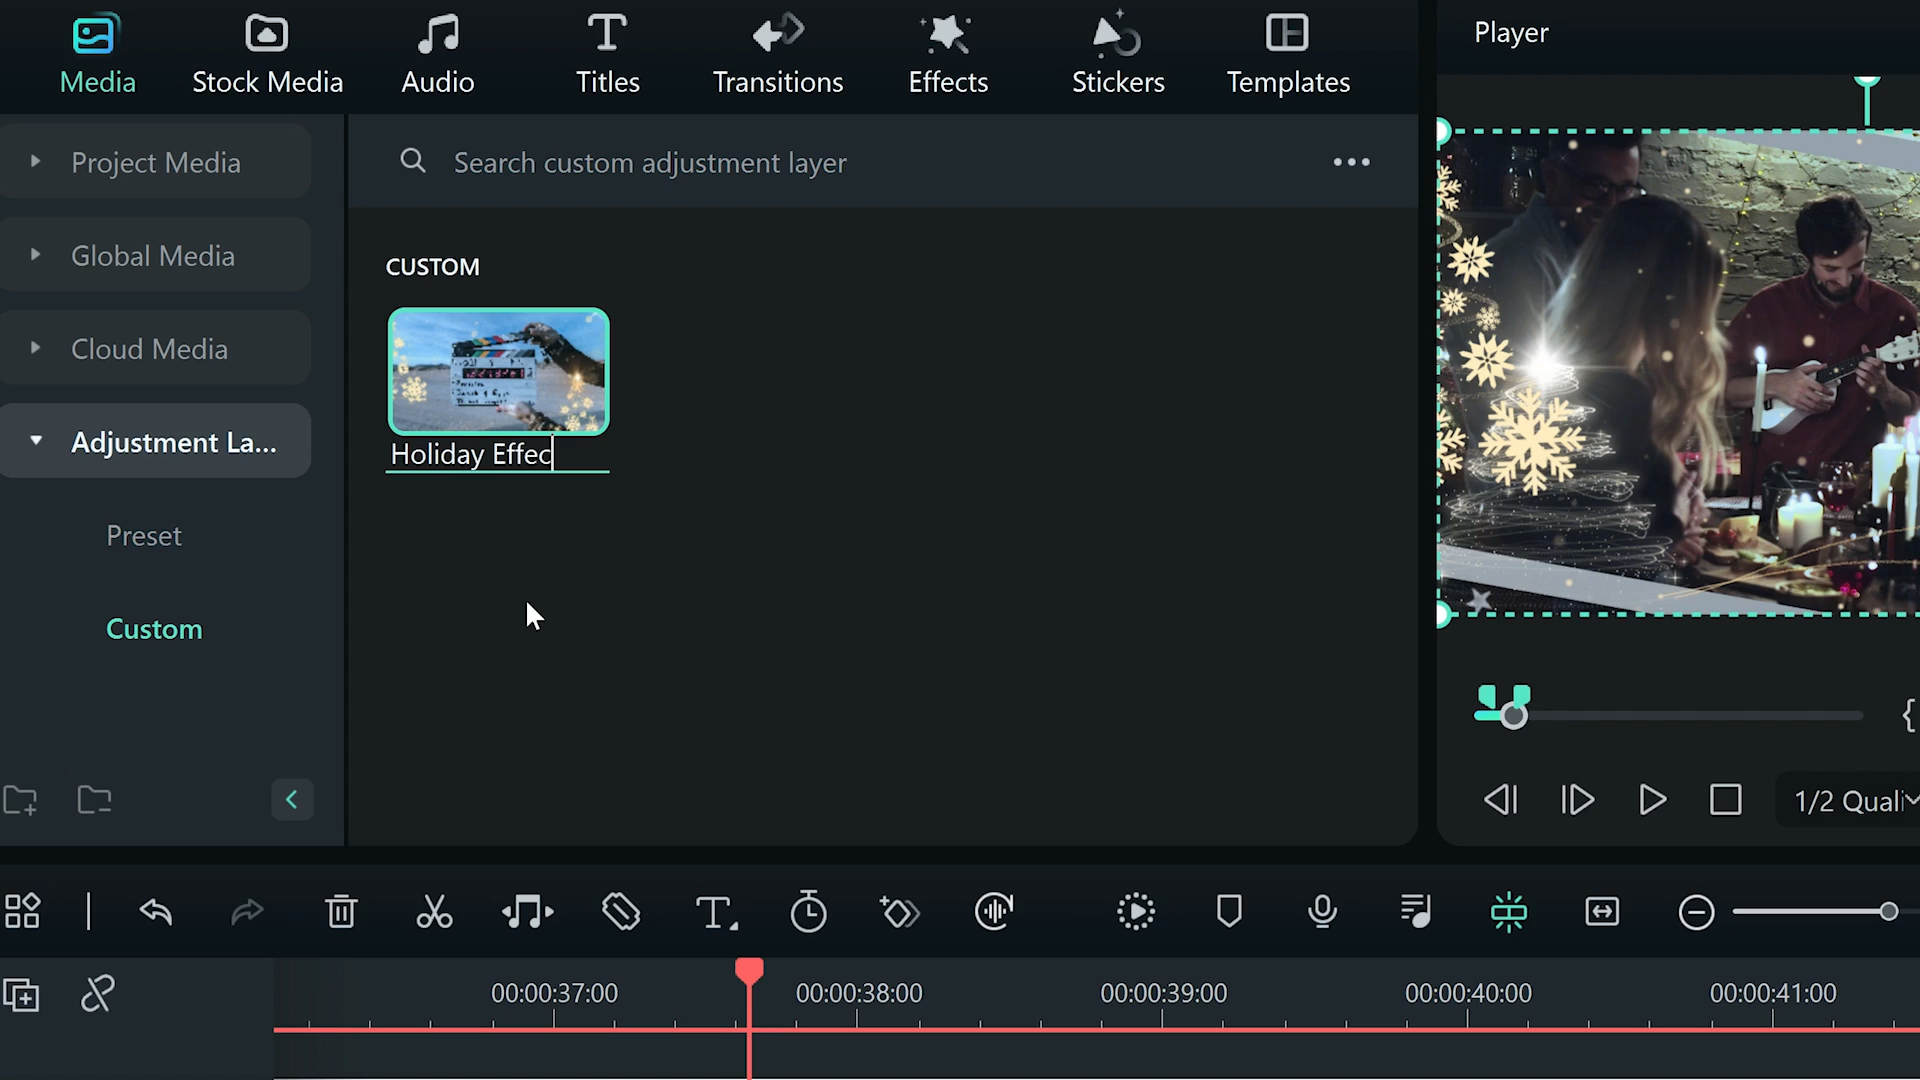 Media
Stock Media
Audio
Titles
Transitions
Effects
Stickers
Templates
Player
Project Media
Global Media
Cloud Media
Adjustment La...
Preset
Custom
Search custom adjustment layer
CUSTOM
Holiday Effec
1/2 Quali
00:00:37:00
00:00:38:00
00:00:39:00
00:00:40:00
00:00:41:00